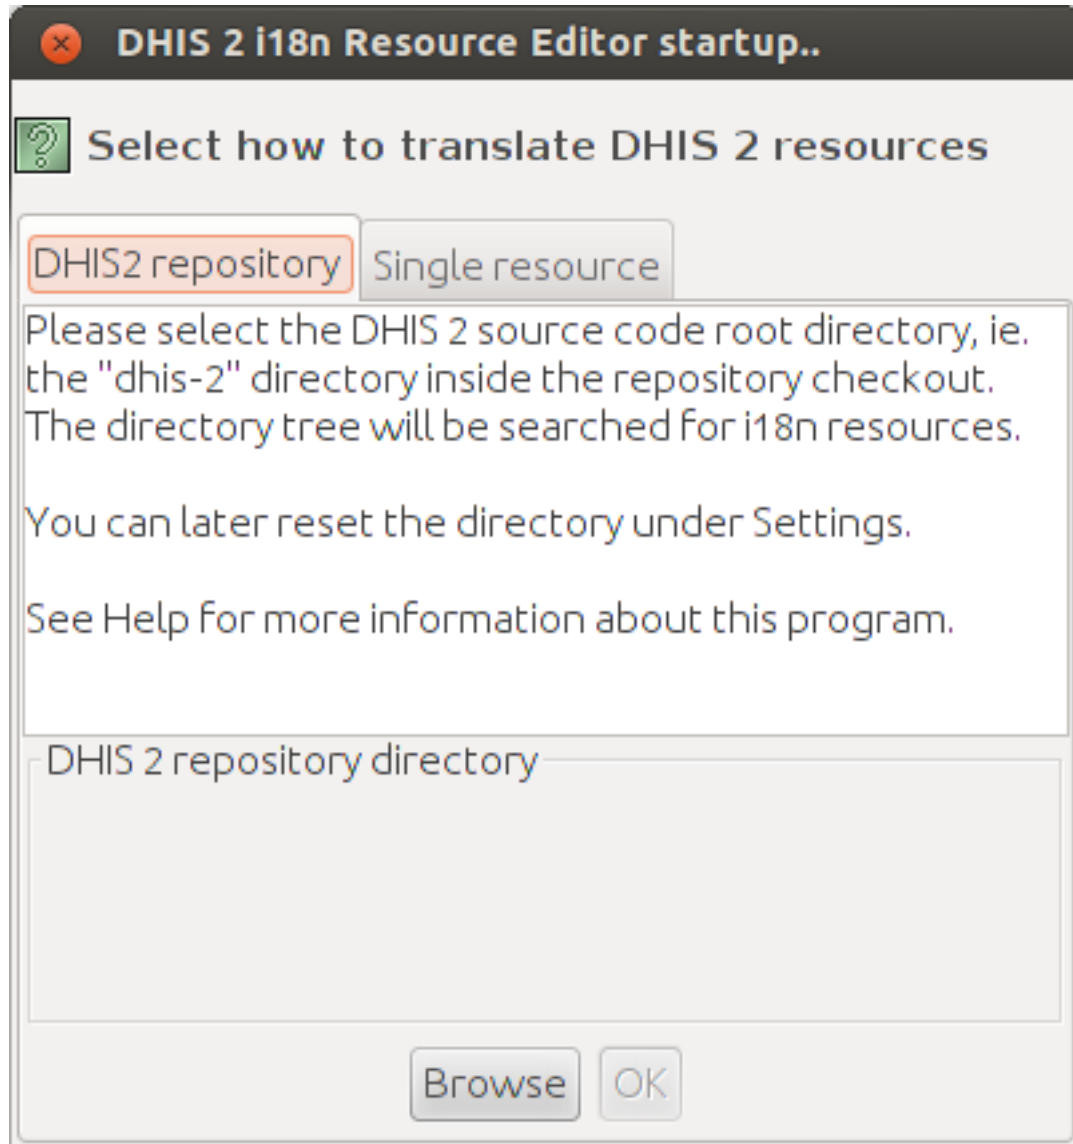 DHIS 2 i18n Resource Editor startup..
Select how to translate DHIS 2 resources
DHIS2 repository
Single resource
Please select the DHIS 2 source code root directory, ie.
the "dhis-2" directory inside the repository checkout.
The directory tree will be searched for i18n resources.
You can later reset the directory under Settings.
See Help for more information about this program.
DHIS 2 repository directory
Browse
OK